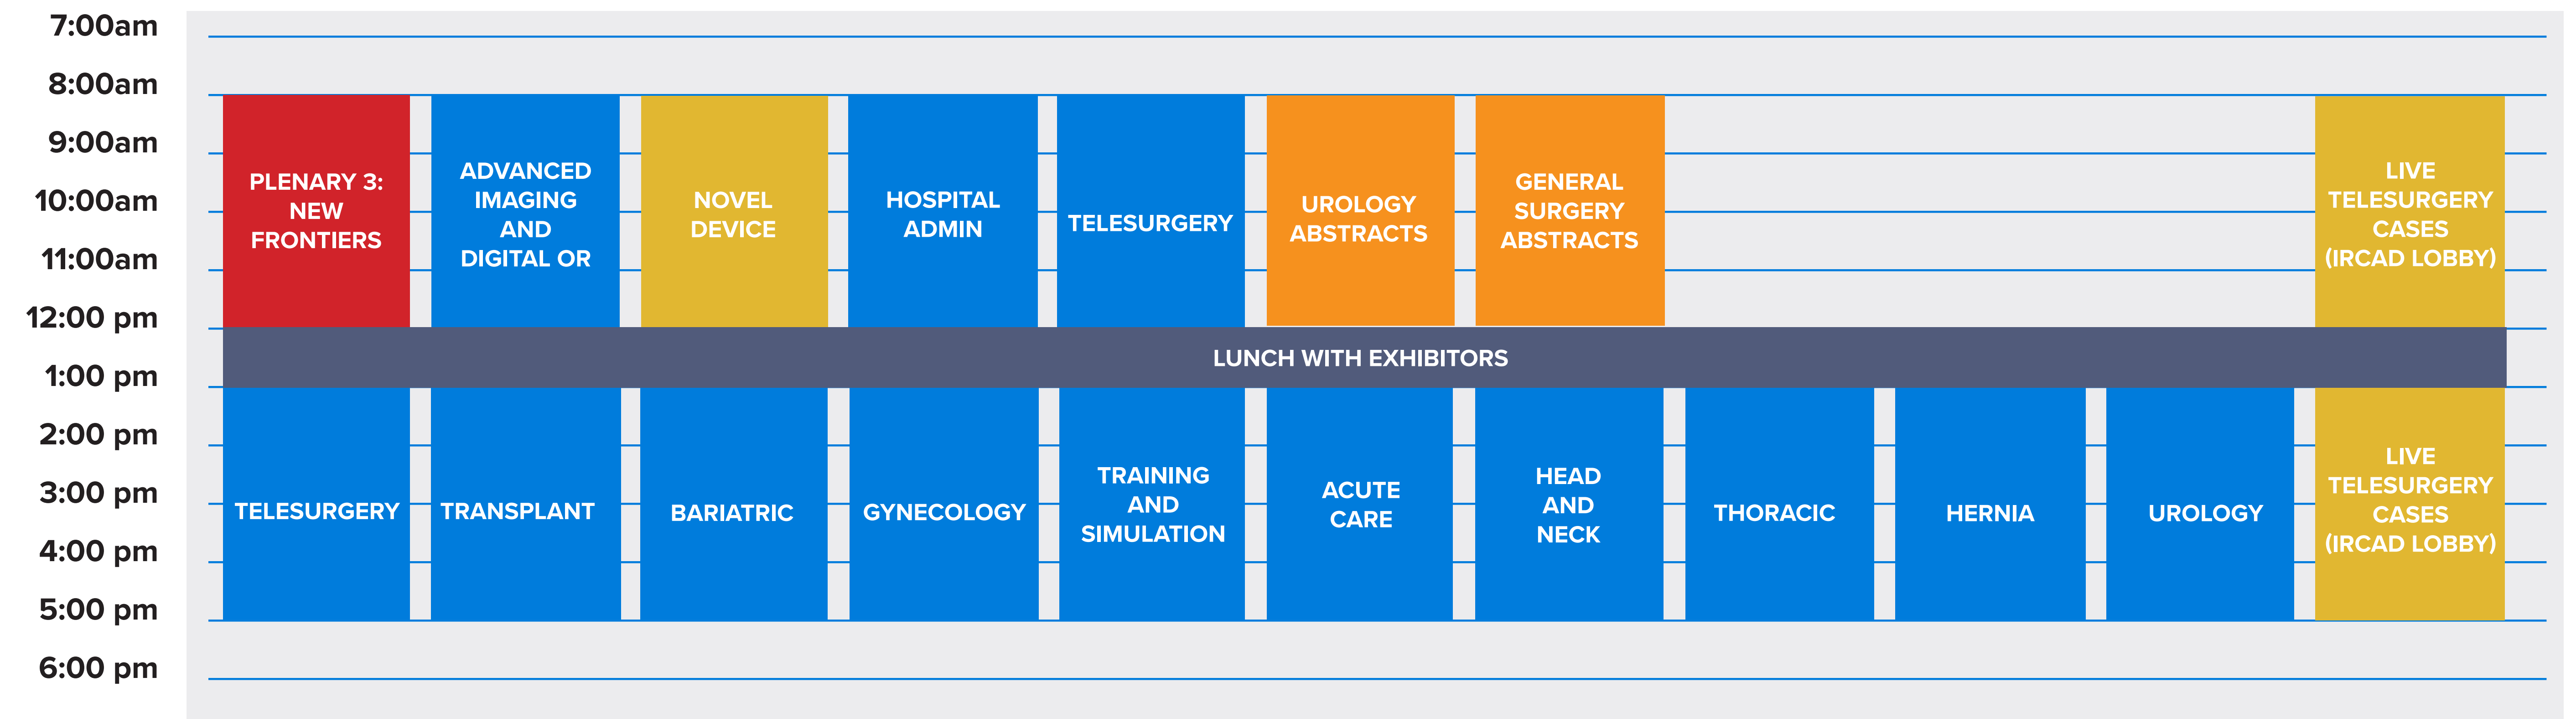 7:00am
8:00am
9:00am
10:00am
11:00am
12:00 pm
1:00 pm
2:00 pm
3:00 pm
4:00 pm
5:00 pm
6:00 pm
PLENARY 3:
NEW
FRONTIERS
ADVANCED
IMAGING
AND
DIGITAL OR
NOVEL
DEVICE
HOSPITAL
ADMIN
TELESURGERY
UROLOGY
ABSTRACTS
GENERAL
SURGERY
ABSTRACTS
LIVE
TELESURGERY
CASES
(IRCAD LOBBY)
LUNCH WITH EXHIBITORS
TELESURGERY
TRANSPLANT
BARIATRIC
GYNECOLOGY
TRAINING
AND
SIMULATION
ACUTE
CARE
HEAD
AND
NECK
THORACIC
HERNIA
UROLOGY
LIVE
TELESURGERY
CASES
(IRCAD LOBBY)